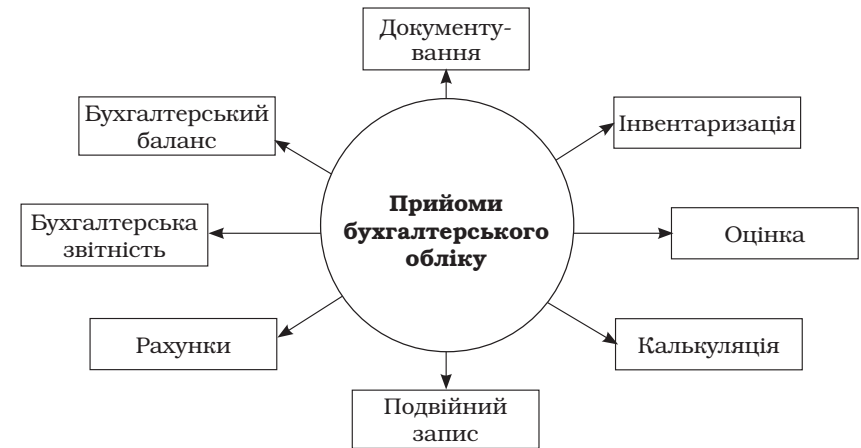 Документу-
вання
Бухгалтерський
баланс
Інвентаризація
Прийоми
бухгалтерського
обліку
Бухгалтерська
звітність
Оцінка
Рахунки
Калькуляція
Подвійний
запис